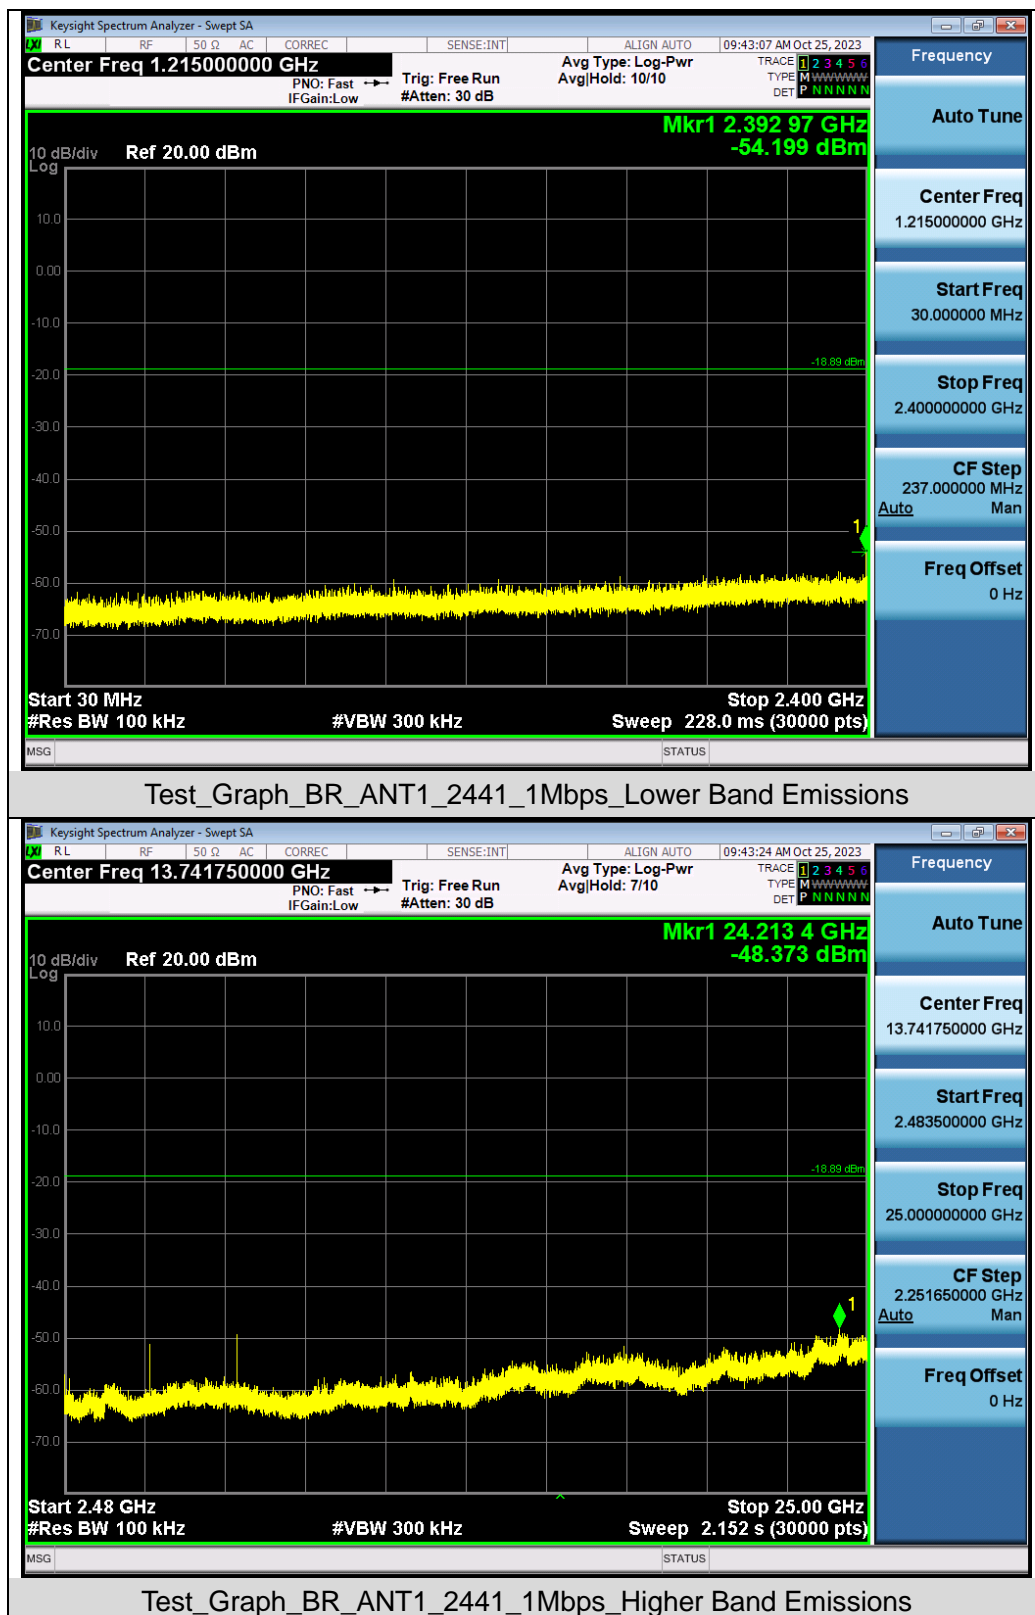 Keysight Spectrum Analyzer - Swept SA
LXI RL RF 50 Ω AC CORREC SENSE:INT ALIGN AUTO 09:43:07 AM Oct 25, 2023
Center Freq 1.215000000 GHz
PNO: Fast
IFGain:Low
Trig: Free Run
#Atten: 30 dB
Avg Type: Log-Pwr
Avg|Hold: 10/10
TRACE 1 2 3 4 5 6
TYPE M WWWWW
DET P N N N N N
Mkr1 2.392 97 GHz
-54.199 dBm
10 dB/div Ref 20.00 dBm
Log
10.0
0.00
-10.0
-18.89 dBm
-20.0
-30.0
-40.0
-50.0
1
-60.0
-70.0
Start 30 MHz Stop 2.400 GHz
#Res BW 100 kHz #VBW 300 kHz Sweep 228.0 ms (30000 pts)
MSG STATUS
Frequency
Auto Tune
Center Freq
1.215000000 GHz
Start Freq
30.000000 MHz
Stop Freq
2.400000000 GHz
CF Step
237.000000 MHz
Auto Man
Freq Offset
0 Hz
Test_Graph_BR_ANT1_2441_1Mbps_Lower Band Emissions
Keysight Spectrum Analyzer - Swept SA
LXI RL RF 50 Ω AC CORREC SENSE:INT ALIGN AUTO 09:43:24 AM Oct 25, 2023
Center Freq 13.741750000 GHz
PNO: Fast
IFGain:Low
Trig: Free Run
#Atten: 30 dB
Avg Type: Log-Pwr
Avg|Hold: 7/10
TRACE 1 2 3 4 5 6
TYPE M WWWWW
DET P N N N N N
Mkr1 24.213 4 GHz
-48.373 dBm
10 dB/div Ref 20.00 dBm
Log
10.0
0.00
-10.0
-18.89 dBm
-20.0
-30.0
-40.0
1
-50.0
-60.0
-70.0
Start 2.48 GHz Stop 25.00 GHz
#Res BW 100 kHz #VBW 300 kHz Sweep 2.152 s (30000 pts)
MSG STATUS
Frequency
Auto Tune
Center Freq
13.741750000 GHz
Start Freq
2.483500000 GHz
Stop Freq
25.000000000 GHz
CF Step
2.251650000 GHz
Auto Man
Freq Offset
0 Hz
Test_Graph_BR_ANT1_2441_1Mbps_Higher Band Emissions